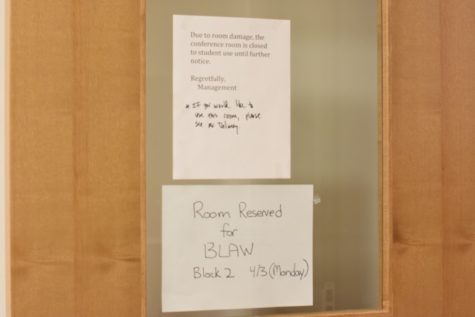 Due to room damage, the
conference room is closed
to student use until further
notice.
Regretfully,
Management
* If you would like to
use this room, please
see Mr.
Room Reserved
for
BLAW
Block 2 4/3 (Monday)